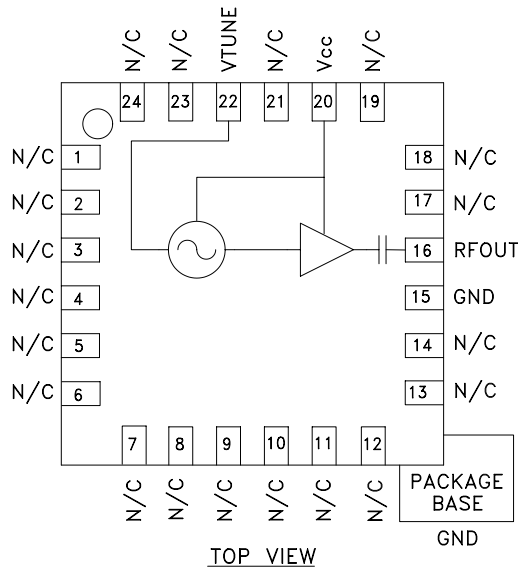 N/C N/C VTUNE N/C Vcc N/C
24 23 22 21 20 19
N/C 1 18 N/C
N/C 2 17 N/C
N/C 3 16 RFOUT
N/C 4 15 GND
N/C 5 14 N/C
N/C 6 13 N/C
7 8 9 10 11 12
N/C N/C N/C N/C N/C N/C
PACKAGE
BASE
GND
TOP VIEW